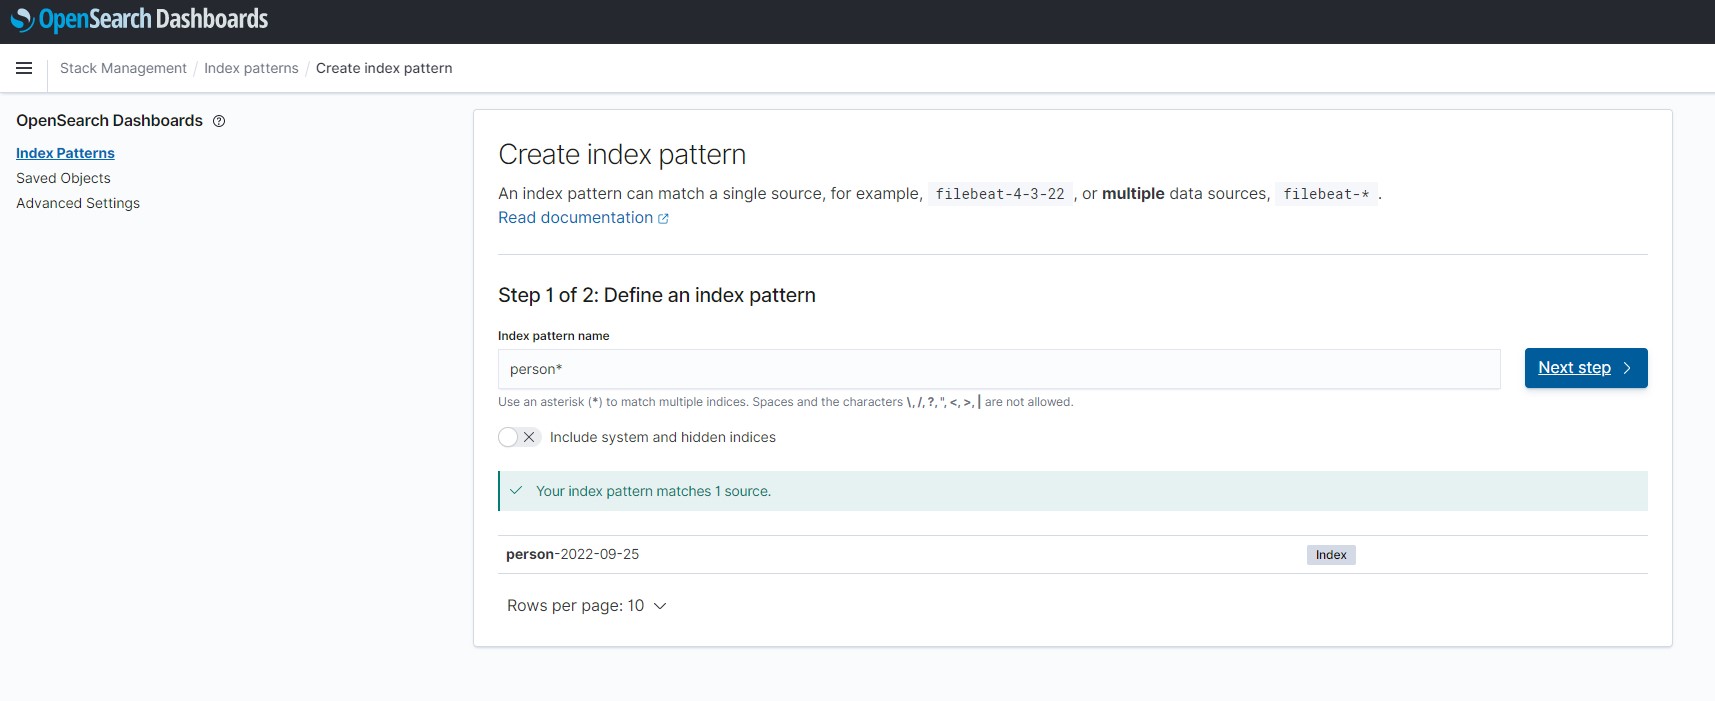 OpenSearch Dashboards
Stack Management / Index patterns / Create index pattern
OpenSearch Dashboards
Index Patterns
Saved Objects
Advanced Settings
Create index pattern
An index pattern can match a single source, for example, filebeat-4-3-22 , or multiple data sources, filebeat-* .
Read documentation
Step 1 of 2: Define an index pattern
Index pattern name
person*
Next step
Use an asterisk (*) to match multiple indices. Spaces and the characters \, /, ?, ", <, >, | are not allowed.
Include system and hidden indices
Your index pattern matches 1 source.
person-2022-09-25
Index
Rows per page: 10